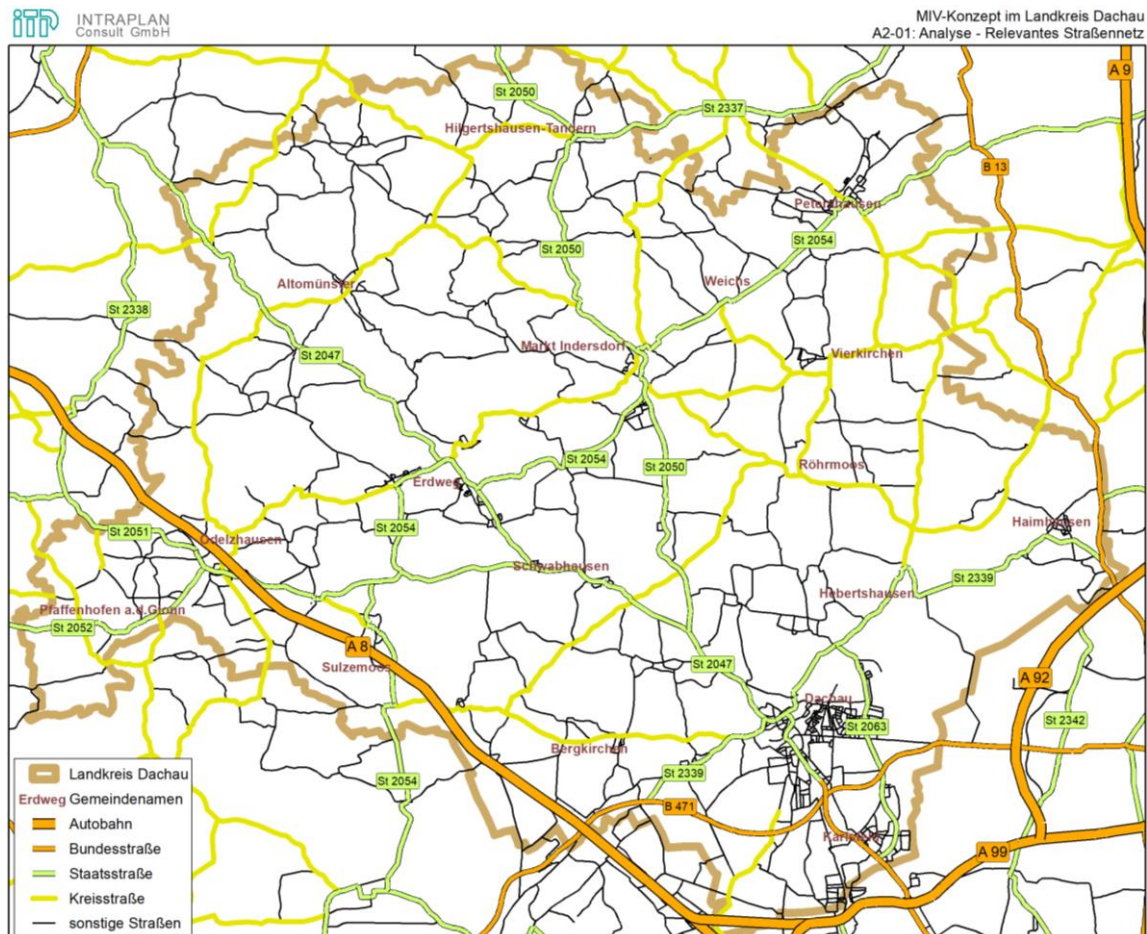 iTP INTRAPLAN
Consult GmbH
MIV-Konzept im Landkreis Dachau
A2-01: Analyse - Relevantes Straßennetz
A 9
St 2050
St 2337
Hilgertshausen-Tandern
B 13
Petershausen
St 2054
St 2050
Weichs
Altomünster
St 2338
Markt Indersdorf
Vierkirchen
St 2047
St 2054
St 2050
Röhrmoos
Erdweg
St 2054
Haimhausen
St 2051
Odelzhausen
Schwabhausen
St 2339
Hebertshausen
Pfaffenhofen a.d.Glonn
St 2052
A 8
Sulzemoos
St 2047
A 92
Dachau
St 2342
St 2063
Bergkirchen
St 2339
St 2054
B 471
Karlsfeld
A 99
Landkreis Dachau
Erdweg Gemeindenamen
Autobahn
Bundesstraße
Staatsstraße
Kreisstraße
sonstige Straßen